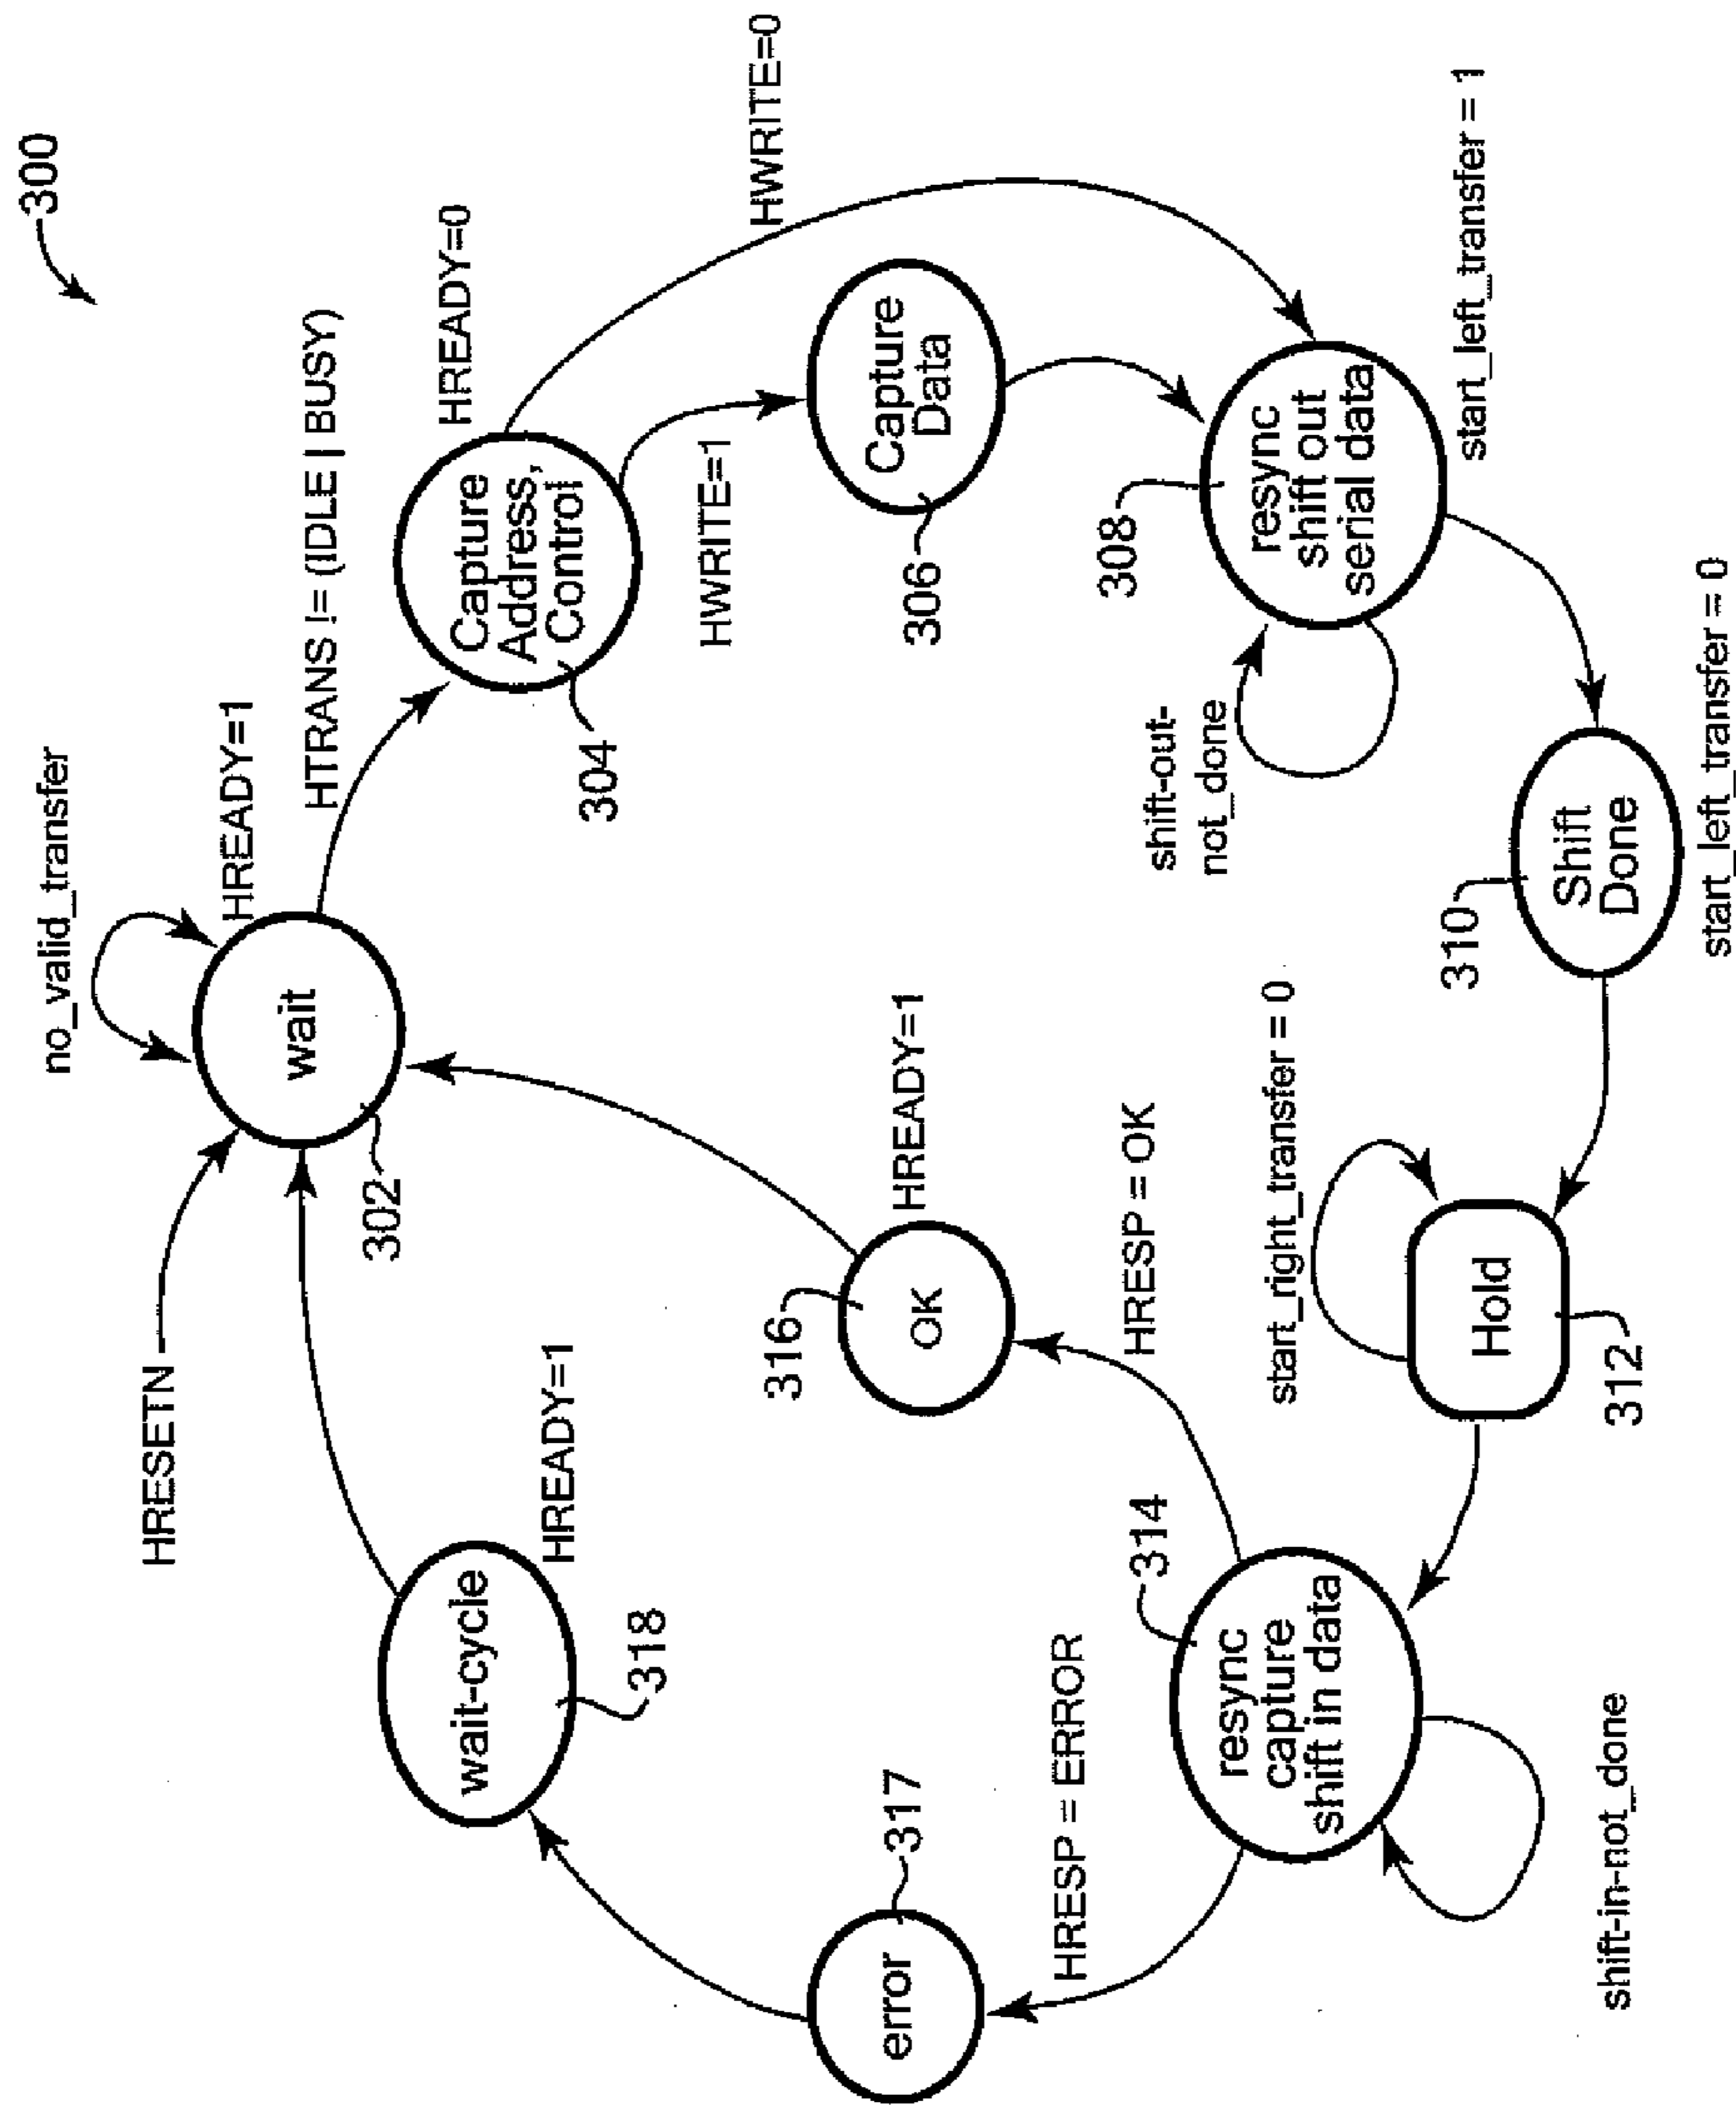 300
no_valid_transfer
HREADY=1
HRESETN
wait
302
HTRANS != (IDLE | BUSY)
HREADY=0
Capture
Address,
Control
304
HWRITE=0
HWRITE=1
Capture
Data
306
308
resync
shift out
serial data
start_left_transfer = 1
shift-out-
not_done
310
Shift
Done
start_left_transfer = 0
start_right_transfer = 0
Hold
312
314
resync
capture
shift in data
shift-in-not_done
HRESP = OK
316
OK
HREADY=1
HRESP = ERROR
317
error
wait-cycle
318
HREADY=1